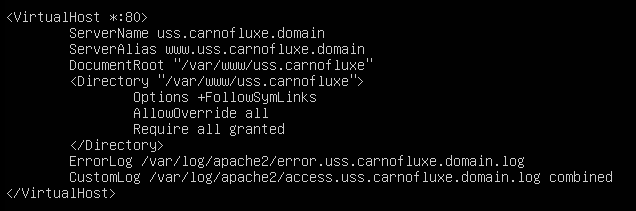 <VirtualHost *:80>
        ServerName uss.carnofluxe.domain
        ServerAlias www.uss.carnofluxe.domain
        DocumentRoot "/var/www/uss.carnofluxe"
        <Directory "/var/www/uss.carnofluxe">
                Options +FollowSymLinks
                AllowOverride all
                Require all granted
        </Directory>
        ErrorLog /var/log/apache2/error.uss.carnofluxe.domain.log
        CustomLog /var/log/apache2/access.uss.carnofluxe.domain.log combined
</VirtualHost>